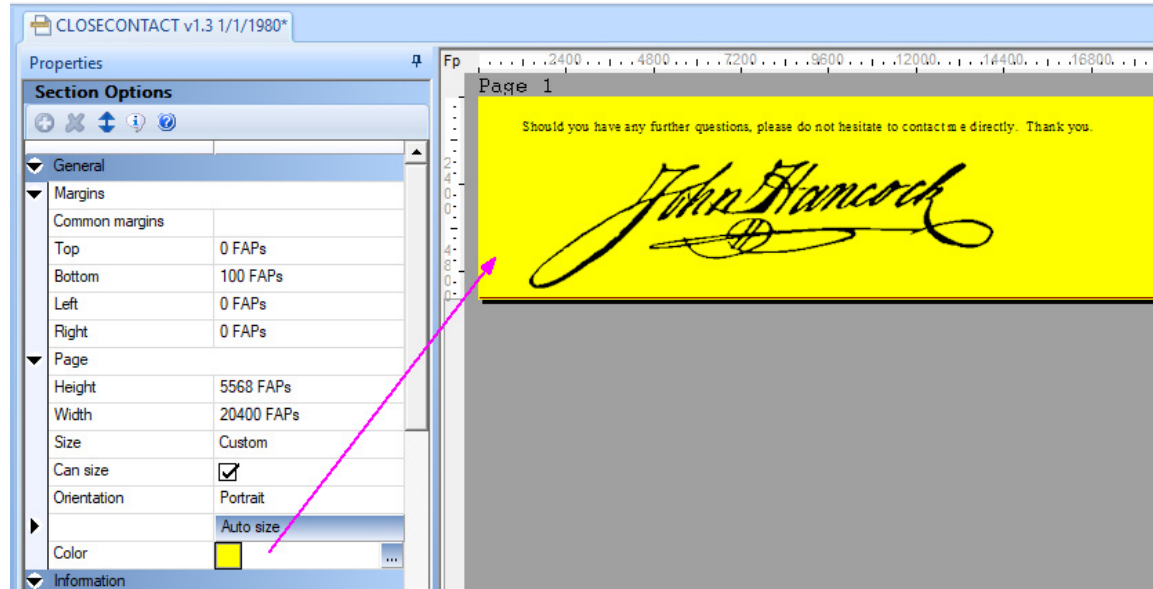 CLOSECONTACT v1.3 1/1/1980*
Properties
Section Options
General
Margins
Common margins
Top 0 FAPs
Bottom 100 FAPs
Left 0 FAPs
Right 0 FAPs
Page
Height 5568 FAPs
Width 20400 FAPs
Size Custom
Can size
Orientation Portrait
Auto size
Color ...
Information
Fp 2400 4800 7200 9600 12000 14400 16800
Page 1
2400
4800
Should you have any further questions, please do not hesitate to contact me directly. Thank you.
John Hancock